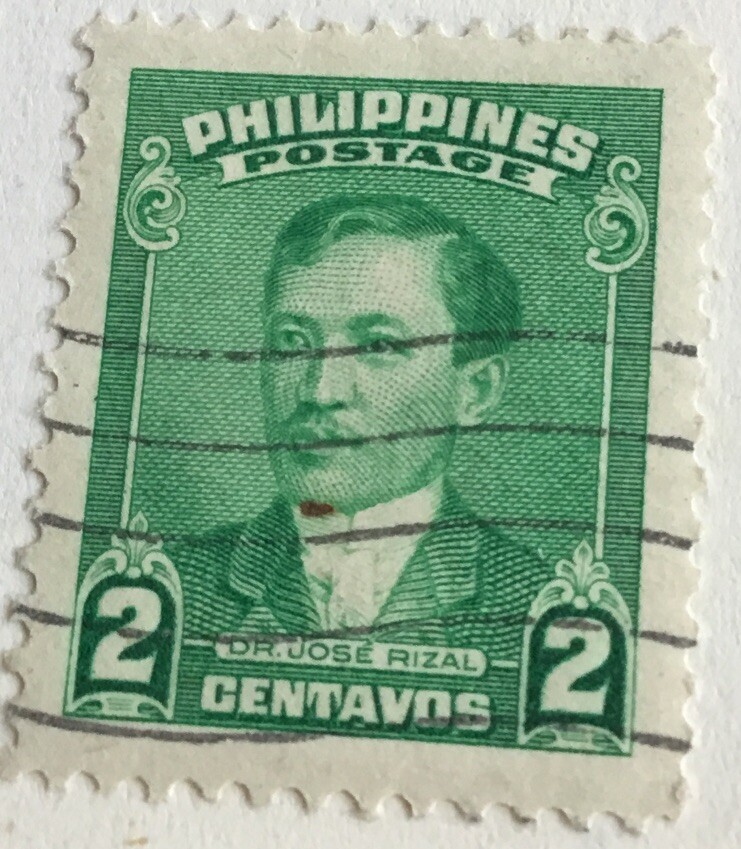 PHILIPPINES
POSTAGE
DR. JOSÉ RIZAL
2 CENTAVOS 2